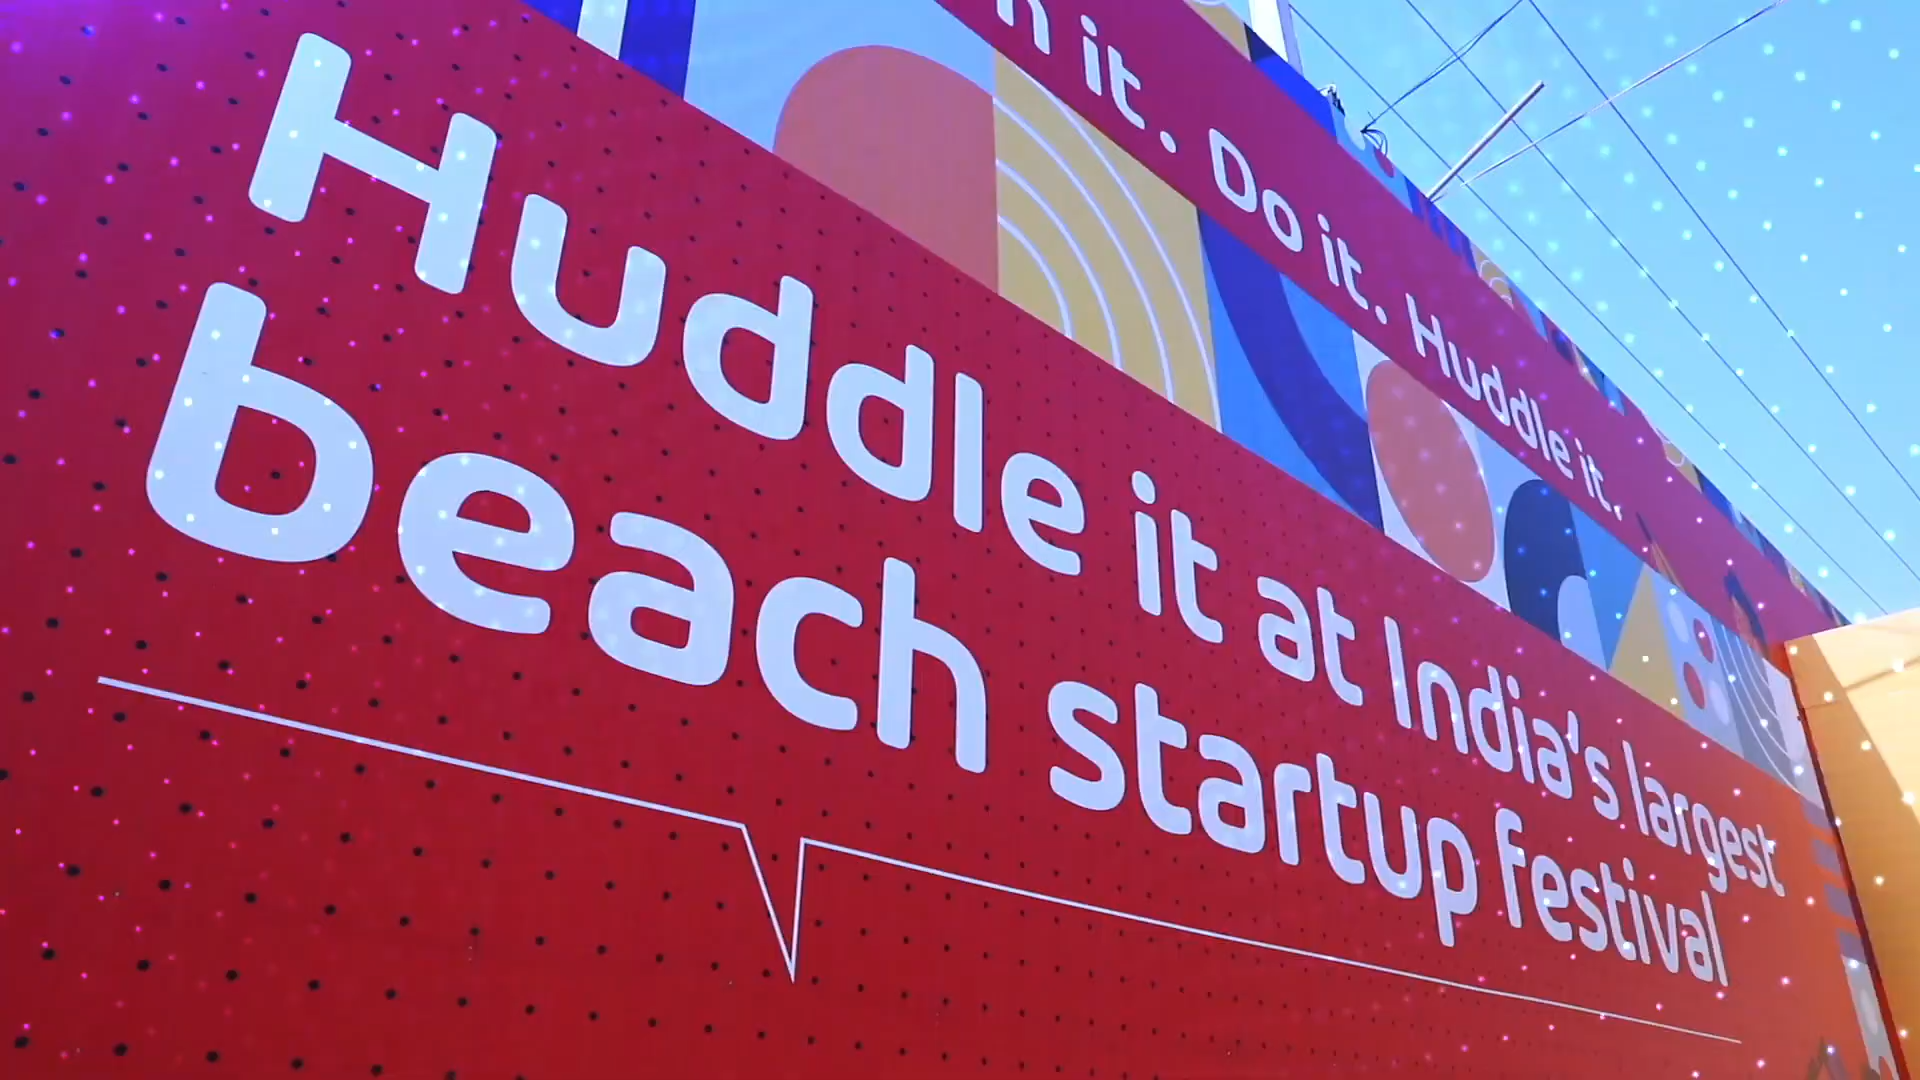 it. Do it. Huddle it.
Huddle it at India's largest
beach startup festival